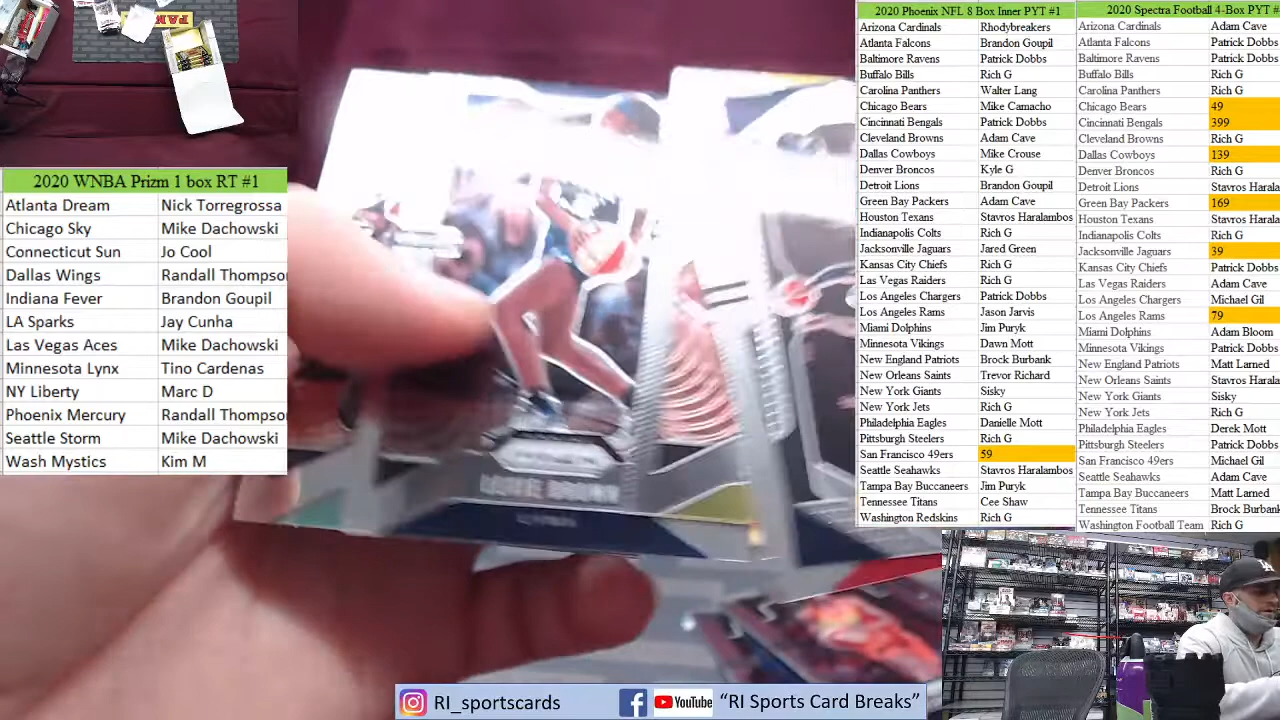 2020 WNBA Prizm 1 box RT #1
Atlanta Dream Nick Torregrossa
Chicago Sky Mike Dachowski
Connecticut Sun Jo Cool
Dallas Wings Randall Thompso
Indiana Fever Brandon Goupil
LA Sparks Jay Cunha
Las Vegas Aces Mike Dachowski
Minnesota Lynx Tino Cardenas
NY Liberty Marc D
Phoenix Mercury Randall Thompso
Seattle Storm Mike Dachowski
Wash Mystics Kim M
2020 Phoenix NFL 8 Box Inner PYT #1
Arizona Cardinals Rhodybreakers
Atlanta Falcons Brandon Goupil
Baltimore Ravens Patrick Dobbs
Buffalo Bills Rich G
Carolina Panthers Walter Lang
Chicago Bears Mike Camacho
Cincinnati Bengals Patrick Dobbs
Cleveland Browns Adam Cave
Dallas Cowboys Mike Crouse
Denver Broncos Kyle G
Detroit Lions Brandon Goupil
Green Bay Packers Adam Cave
Houston Texans Stavros Haralambos
Indianapolis Colts Rich G
Jacksonville Jaguars Jared Green
Kansas City Chiefs Rich G
Las Vegas Raiders Rich G
Los Angeles Chargers Patrick Dobbs
Los Angeles Rams Jason Jarvis
Miami Dolphins Jim Puryk
Minnesota Vikings Dawn Mott
New England Patriots Brock Burbank
New Orleans Saints Trevor Richard
New York Giants Sisky
New York Jets Rich G
Philadelphia Eagles Danielle Mott
Pittsburgh Steelers Rich G
San Francisco 49ers 59
Seattle Seahawks Stavros Haralambos
Tampa Bay Buccaneers Jim Puryk
Tennessee Titans Cee Shaw
Washington Redskins Rich G
2020 Spectra Football 4-Box PYT #
Arizona Cardinals Adam Cave
Atlanta Falcons Patrick Dobbs
Baltimore Ravens Patrick Dobbs
Buffalo Bills Rich G
Carolina Panthers Rich G
Chicago Bears 49
Cincinnati Bengals 399
Cleveland Browns Rich G
Dallas Cowboys 139
Denver Broncos Rich G
Detroit Lions Stavros Harala
Green Bay Packers 169
Houston Texans Stavros Harala
Indianapolis Colts Rich G
Jacksonville Jaguars 39
Kansas City Chiefs Patrick Dobbs
Las Vegas Raiders Adam Cave
Los Angeles Chargers Michael Gil
Los Angeles Rams 79
Miami Dolphins Adam Bloom
Minnesota Vikings Patrick Dobbs
New England Patriots Matt Larned
New Orleans Saints Stavros Harala
New York Giants Sisky
New York Jets Rich G
Philadelphia Eagles Derek Mott
Pittsburgh Steelers Patrick Dobbs
San Francisco 49ers Michael Gil
Seattle Seahawks Adam Cave
Tampa Bay Buccaneers Matt Larned
Tennessee Titans Brock Burbank
Washington Football Team Rich G
RI_sportscards YouTube “RI Sports Card Breaks”